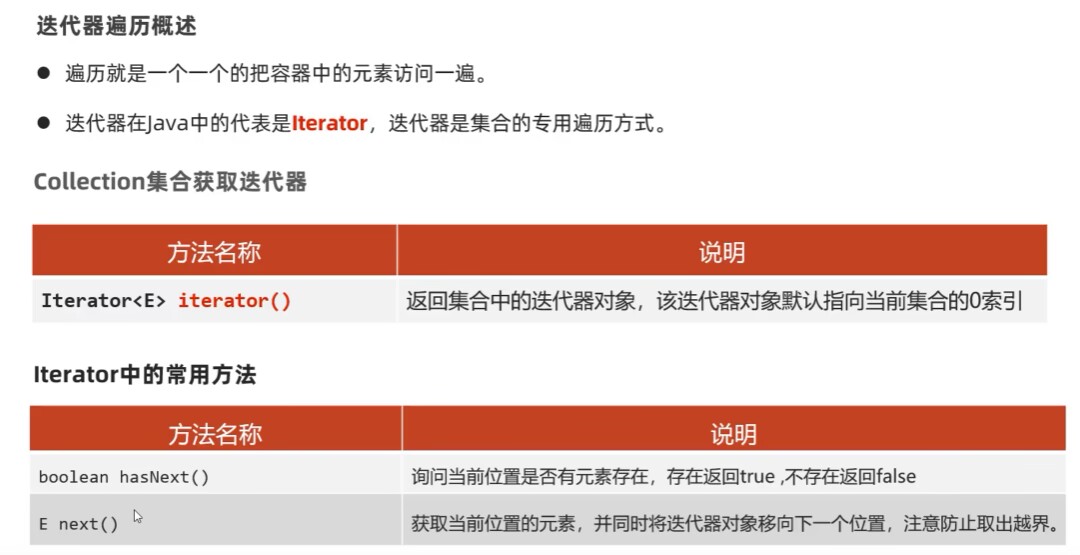 迭代器遍历概述
● 遍历就是一个一个的把容器中的元素访问一遍。
● 迭代器在Java中的代表是Iterator，迭代器是集合的专用遍历方式。
Collection集合获取迭代器
方法名称 说明
Iterator<E> iterator() 返回集合中的迭代器对象，该迭代器对象默认指向当前集合的0索引
Iterator中的常用方法
方法名称 说明
boolean hasNext() 询问当前位置是否有元素存在，存在返回true ,不存在返回false
E next() 获取当前位置的元素，并同时将迭代器对象移向下一个位置，注意防止取出越界。